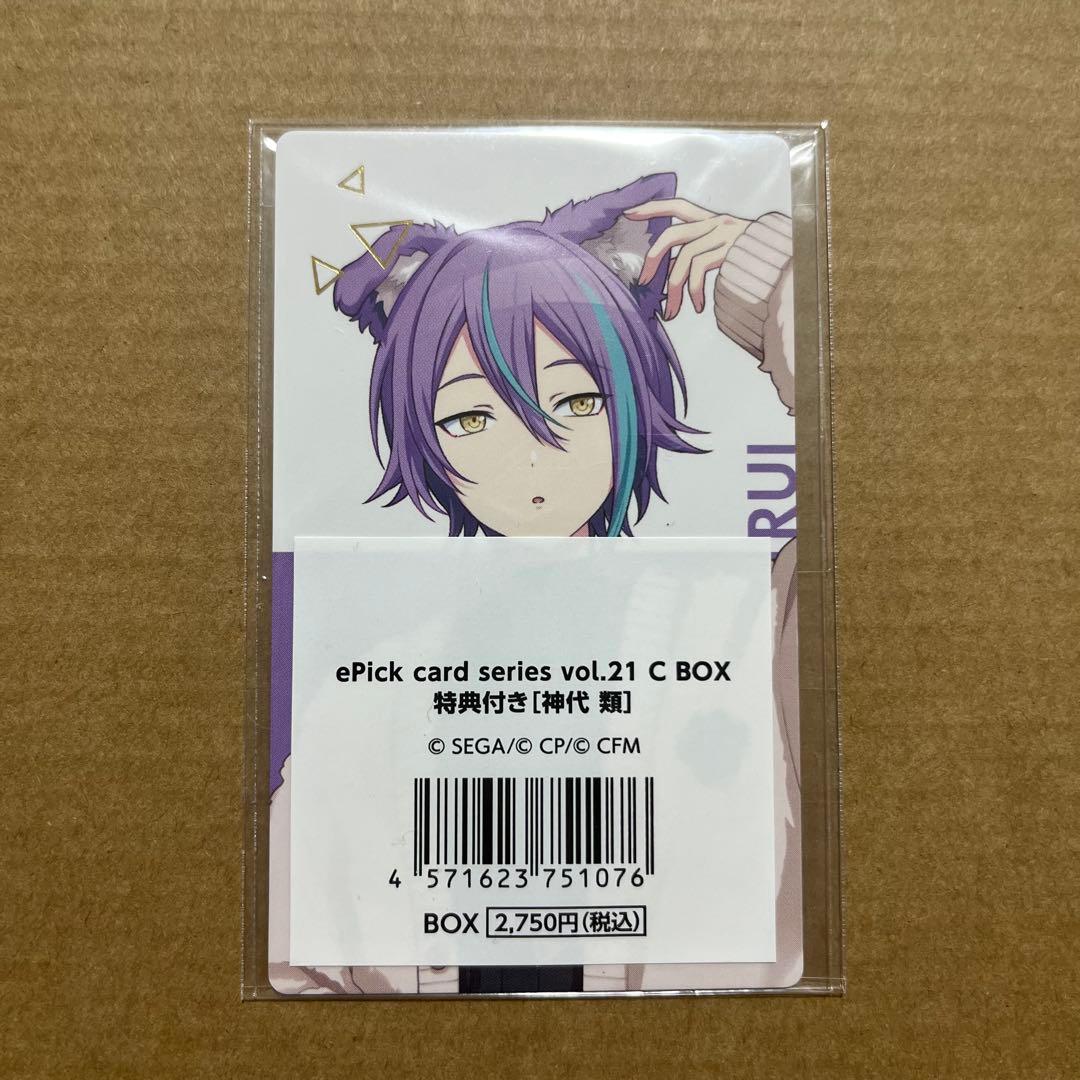 RUI
ePick card series vol.21 C BOX
特典付き[神代 類]
© SEGA/© CP/© CFM
4 571623 751076
BOX 2,750円(税込)